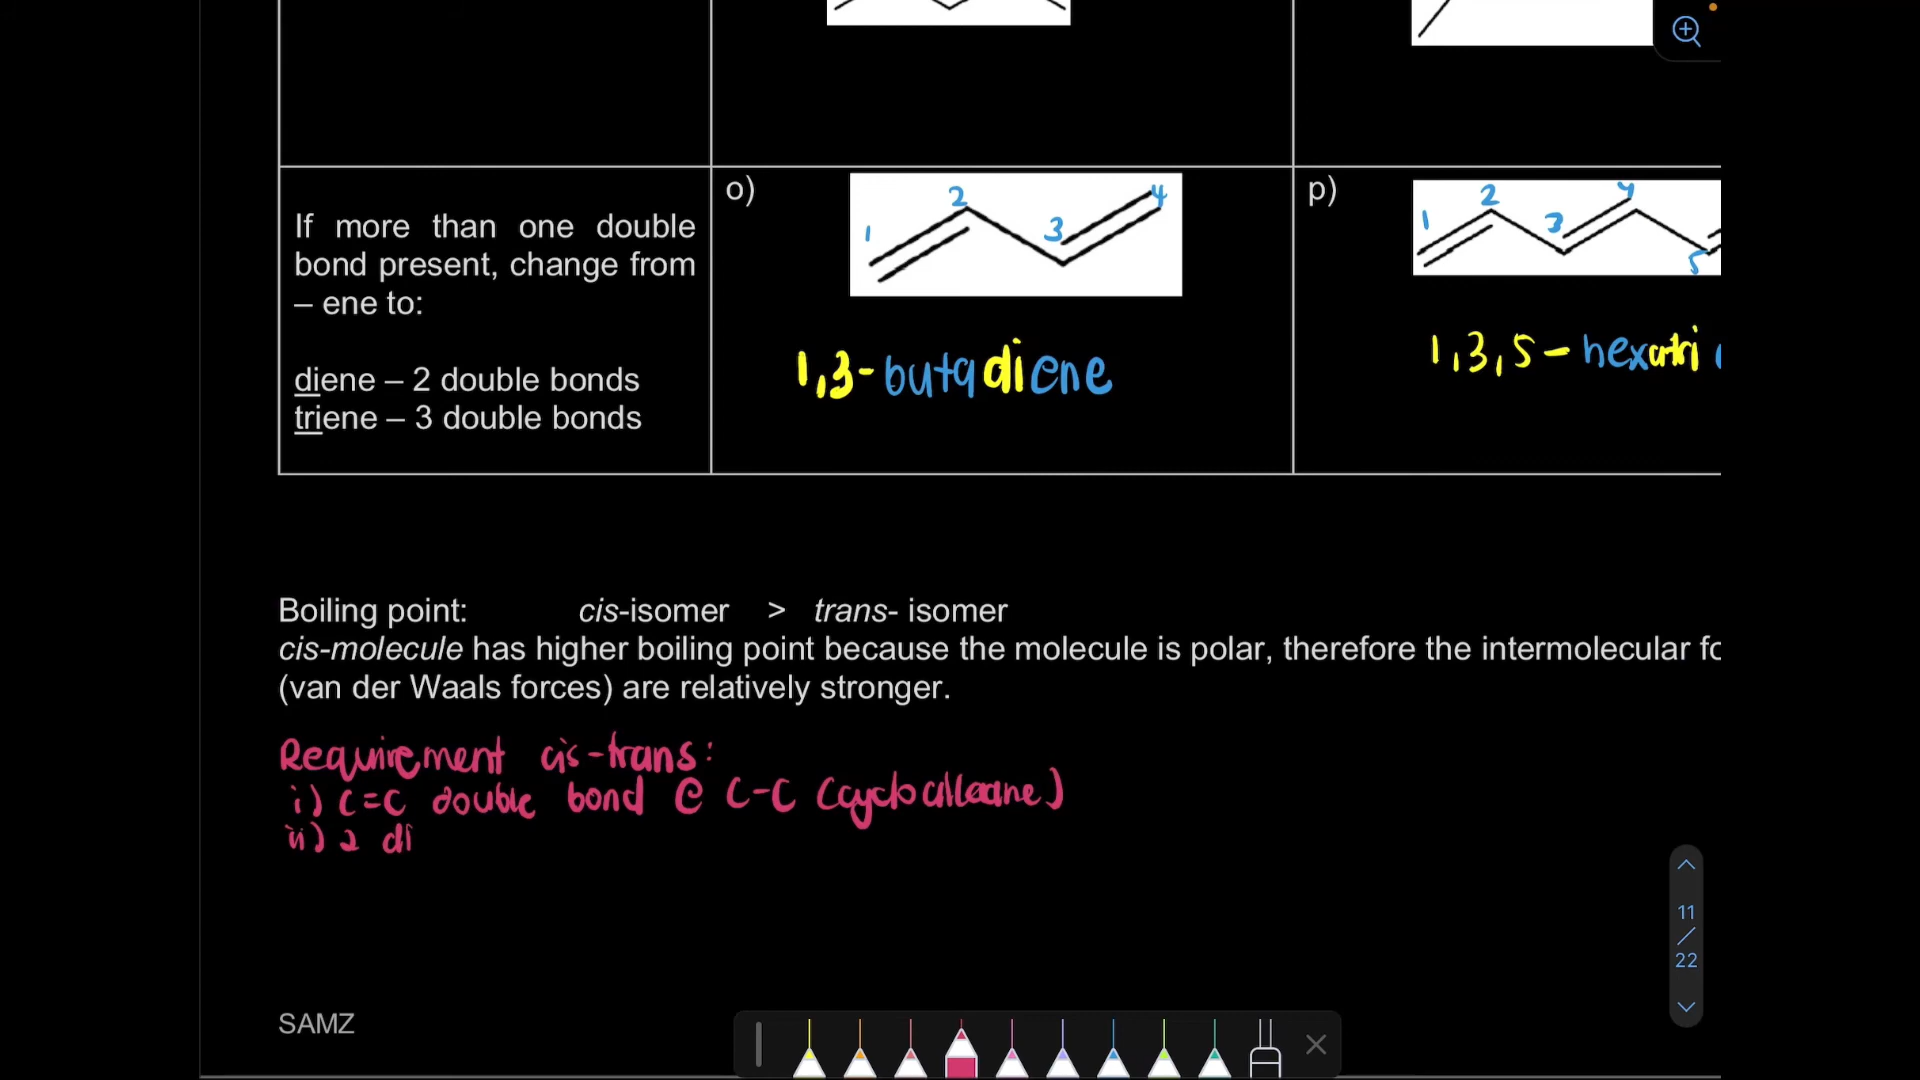 If more than one double
bond present, change from
– ene to:
diene – 2 double bonds
triene – 3 double bonds
o)
1
2
3
4
1,3-butadiene
p)
1
2
3
4
5
1,3,5-hexatri
Boiling point: cis-isomer > trans- isomer
cis-molecule has higher boiling point because the molecule is polar, therefore the intermolecular fo
(van der Waals forces) are relatively stronger.
Requirement cis-trans:
i) C=C double bond @ C-C (cycloalkane)
ii) 2 di
SAMZ
11
/
22